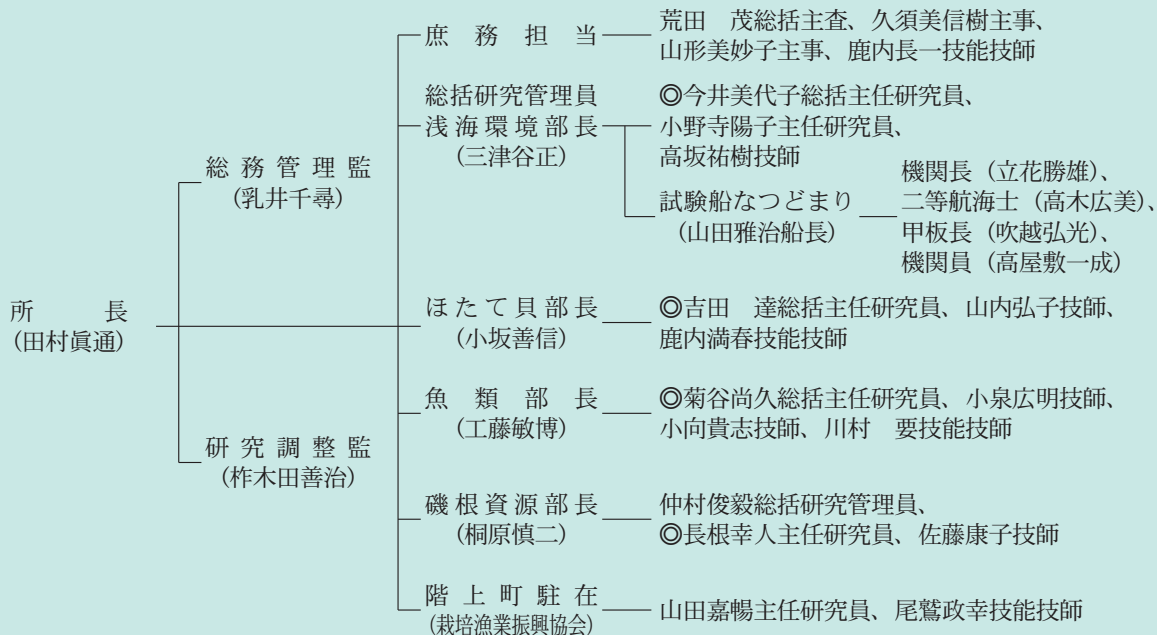 所長
(田村眞通)
総務管理監
(乳井千尋)
研究調整監
(柞木田善治)
庶務担当
荒田　茂総括主査、久須美信樹主事、
山形美妙子主事、鹿内長一技能技師
総括研究管理員
浅海環境部長
(三津谷正)
◎今井美代子総括主任研究員、
小野寺陽子主任研究員、
高坂祐樹技師
試験船なつどまり
(山田雅治船長)
機関長（立花勝雄)、
二等航海士（高木広美)、
甲板長（吹越弘光)、
機関員（高屋敷一成）
ほたて貝部長
(小坂善信)
◎吉田　達総括主任研究員、山内弘子技師、
鹿内満春技能技師
魚類部長
(工藤敏博)
◎菊谷尚久総括主任研究員、小泉広明技師、
小向貴志技師、川村　要技能技師
磯根資源部長
(桐原慎二)
仲村俊毅総括研究管理員、
◎長根幸人主任研究員、佐藤康子技師
階上町駐在
(栽培漁業振興協会)
山田嘉暢主任研究員、尾鷲政幸技能技師